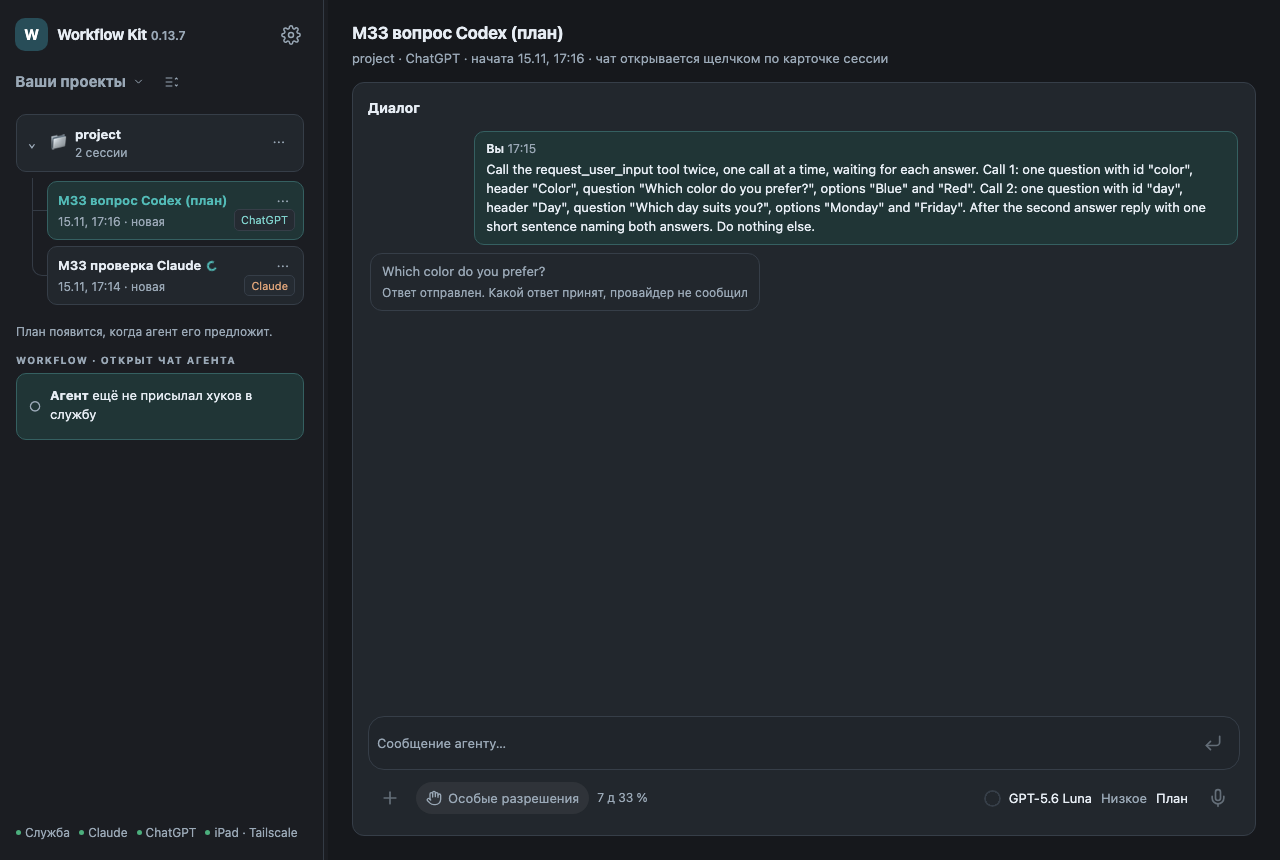 W Workflow Kit 0.13.7
Ваши проекты
project
2 сессии
М33 вопрос Codex (план)
15.11, 17:16 · новая
ChatGPT
М33 проверка Claude
15.11, 17:14 · новая
Claude
План появится, когда агент его предложит.
WORKFLOW · ОТКРЫТ ЧАТ АГЕНТА
Агент ещё не присылал хуков в
службу
Служба Claude ChatGPT iPad · Tailscale
М33 вопрос Codex (план)
project · ChatGPT · начата 15.11, 17:16 · чат открывается щелчком по карточке сессии
Диалог
Вы 17:15
Call the request_user_input tool twice, one call at a time, waiting for each answer. Call 1: one question with id "color",
header "Color", question "Which color do you prefer?", options "Blue" and "Red". Call 2: one question with id "day",
header "Day", question "Which day suits you?", options "Monday" and "Friday". After the second answer reply with one
short sentence naming both answers. Do nothing else.
Which color do you prefer?
Ответ отправлен. Какой ответ принят, провайдер не сообщил
Сообщение агенту...
Особые разрешения 7 д 33 % GPT-5.6 Luna Низкое План